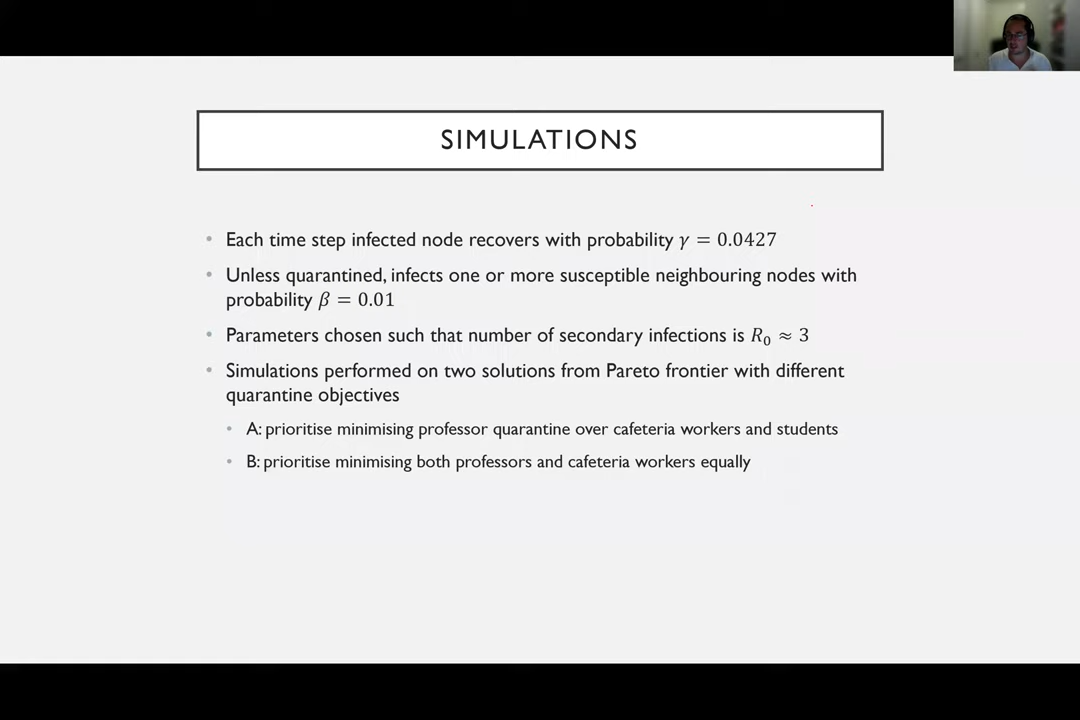 SIMULATIONS
• Each time step infected node recovers with probability γ = 0.0427
• Unless quarantined, infects one or more susceptible neighbouring nodes with
probability β = 0.01
• Parameters chosen such that number of secondary infections is R₀ ≈ 3
• Simulations performed on two solutions from Pareto frontier with different
quarantine objectives
• A: prioritise minimising professor quarantine over cafeteria workers and students
• B: prioritise minimising both professors and cafeteria workers equally